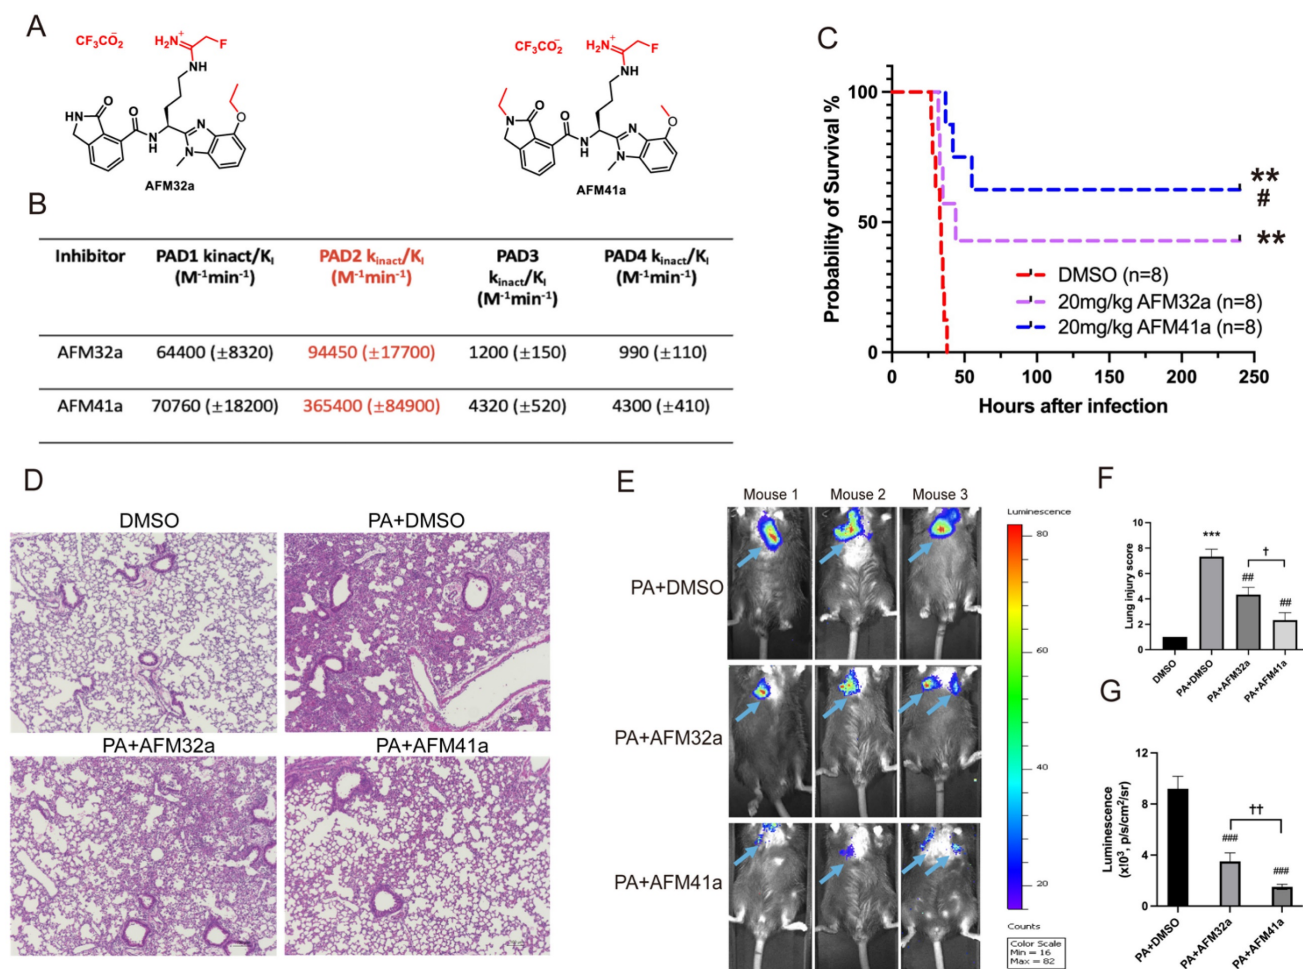 A
CF₃CO₂⁻
H₂N⁺
F
NH
O
HN
O
N
H
N
O
N
AFM32a
CF₃CO₂⁻
H₂N⁺
F
NH
N
O
O
N
H
N
O
N
AFM41a
B
Inhibitor PAD1 kinact/Kᵢ (M⁻¹min⁻¹) PAD2 kᵢₙₐcₜ/Kᵢ (M⁻¹min⁻¹) PAD3 kᵢₙₐcₜ/Kᵢ (M⁻¹min⁻¹) PAD4 kᵢₙₐcₜ/Kᵢ (M⁻¹min⁻¹)
AFM32a 64400 (±8320) 94450 (±17700) 1200 (±150) 990 (±110)
AFM41a 70760 (±18200) 365400 (±84900) 4320 (±520) 4300 (±410)
C
Probability of Survival %
100
50
0
0 50 100 150 200 250
Hours after infection
**
#
**
DMSO (n=8)
20mg/kg AFM32a (n=8)
20mg/kg AFM41a (n=8)
D
DMSO PA+DMSO
PA+AFM32a PA+AFM41a
E
Mouse 1 Mouse 2 Mouse 3
PA+DMSO
PA+AFM32a
PA+AFM41a
Luminescence
80
70
60
50
40
30
20
Counts
Color Scale
Min = 16
Max = 82
F
Lung injury score
10
8
6
4
2
0
***
##
†
##
DMSO PA+DMSO PA+AFM32a PA+AFM41a
G
Luminescence
(x!0³, p/s/cm²/sr)
12
8
4
0
###
††
###
PA+DMSO PA+AFM32a PA+AFM41a